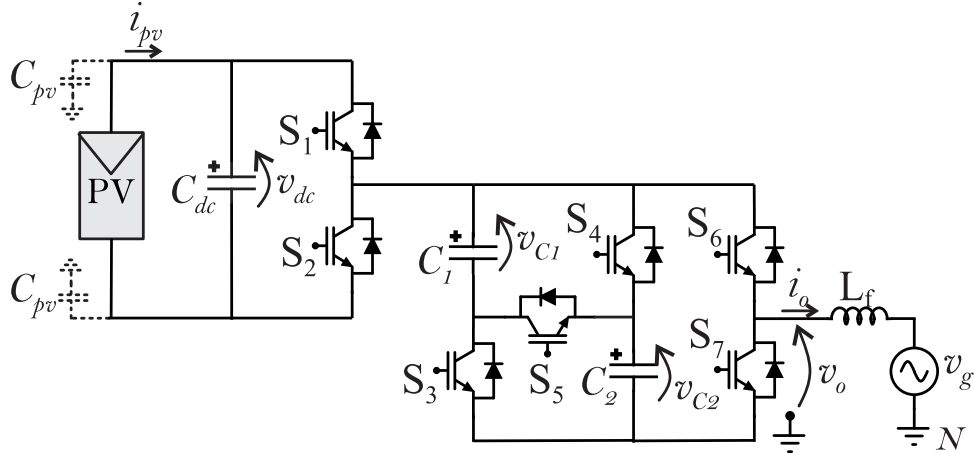 i_pv
C_pv
S_1
PV
C_dc
v_dc
S_2
C_pv
C_1
v_C1
S_4
S_6
i_o
L_f
S_3
S_5
C_2
v_C2
S_7
v_o
v_g
N